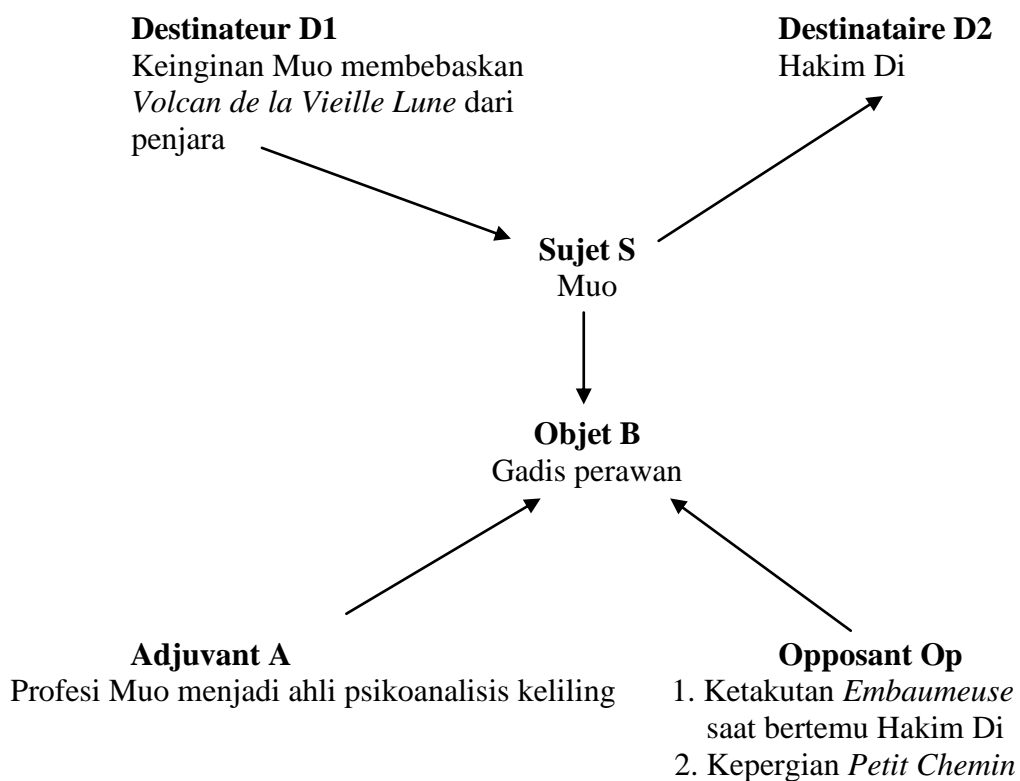 Destinateur D1
Keinginan Muo membebaskan
Volcan de la Vieille Lune dari
penjara
Destinataire D2
Hakim Di
Sujet S
Muo
Objet B
Gadis perawan
Adjuvant A
Profesi Muo menjadi ahli psikoanalisis keliling
Opposant Op
1. Ketakutan Embaumeuse
saat bertemu Hakim Di
2. Kepergian Petit Chemin